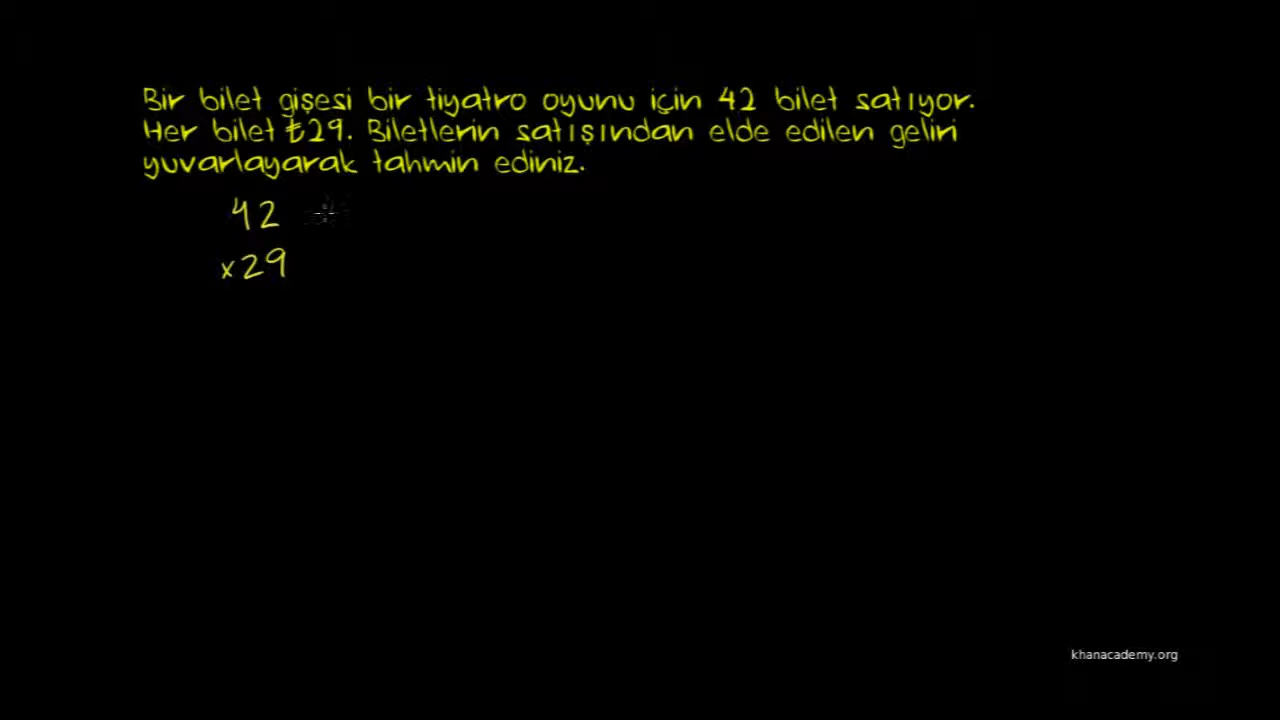 Bir bilet gişesi bir tiyatro oyunu için 42 bilet satıyor.
Her bilet ₺29. Biletlerin satışından elde edilen geliri
yuvarlayarak tahmin ediniz.
42
x29
khanacademy.org